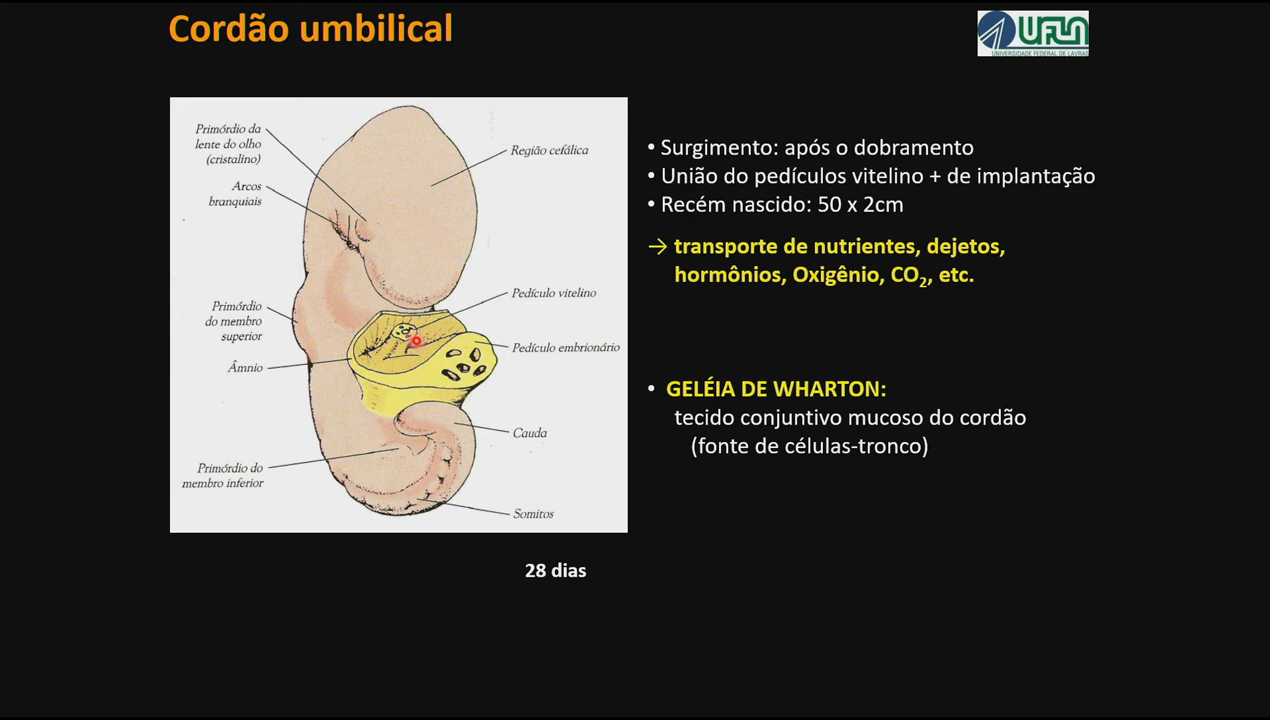 Cordão umbilical
UFLA
UNIVERSIDADE FEDERAL DE LAVRAS
Primórdio da
lente do olho
(cristalino)
Arcos
branquiais
Primórdio
do membro
superior
Âmnio
Primórdio do
membro inferior
Região cefálica
Pedículo vitelino
Pedículo embrionário
Cauda
Somitos
28 dias
• Surgimento: após o dobramento
• União do pedículos vitelino + de implantação
• Recém nascido: 50 x 2cm
→ transporte de nutrientes, dejetos,
hormônios, Oxigênio, CO₂, etc.
• GELÉIA DE WHARTON:
tecido conjuntivo mucoso do cordão
(fonte de células-tronco)